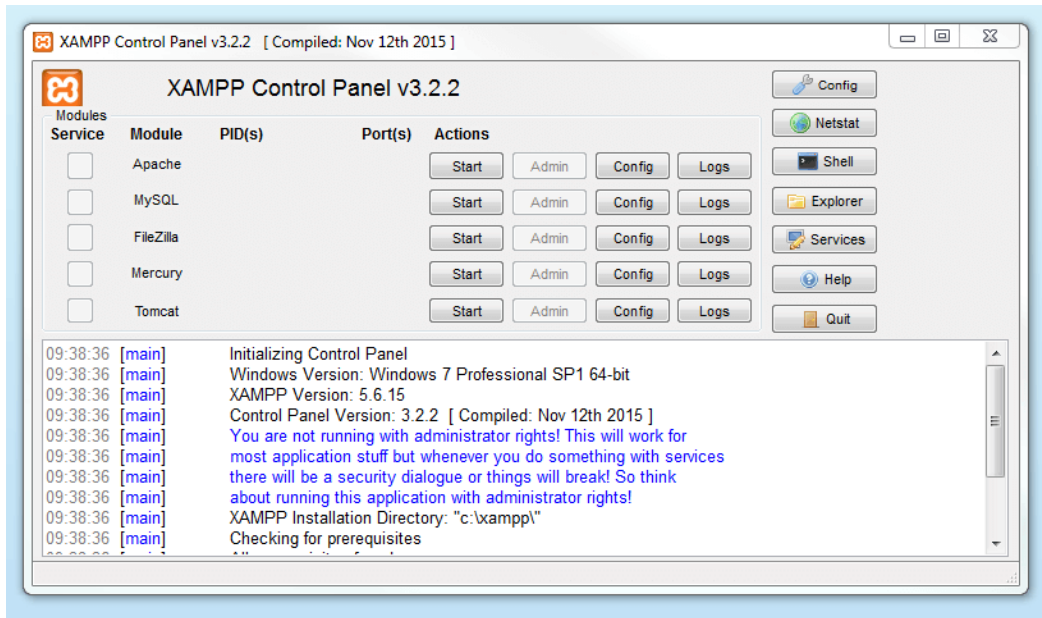 XAMPP Control Panel v3.2.2 [ Compiled: Nov 12th 2015 ]
XAMPP Control Panel v3.2.2
Config
Modules
Netstat
Service Module PID(s) Port(s) Actions
Apache Start Admin Config Logs
Shell
MySQL Start Admin Config Logs
Explorer
FileZilla Start Admin Config Logs
Services
Mercury Start Admin Config Logs
Help
Tomcat Start Admin Config Logs
Quit
09:38:36 [main] Initializing Control Panel
09:38:36 [main] Windows Version: Windows 7 Professional SP1 64-bit
09:38:36 [main] XAMPP Version: 5.6.15
09:38:36 [main] Control Panel Version: 3.2.2 [ Compiled: Nov 12th 2015 ]
09:38:36 [main] You are not running with administrator rights! This will work for
09:38:36 [main] most application stuff but whenever you do something with services
09:38:36 [main] there will be a security dialogue or things will break! So think
09:38:36 [main] about running this application with administrator rights!
09:38:36 [main] XAMPP Installation Directory: "c:\xampp\"
09:38:36 [main] Checking for prerequisites